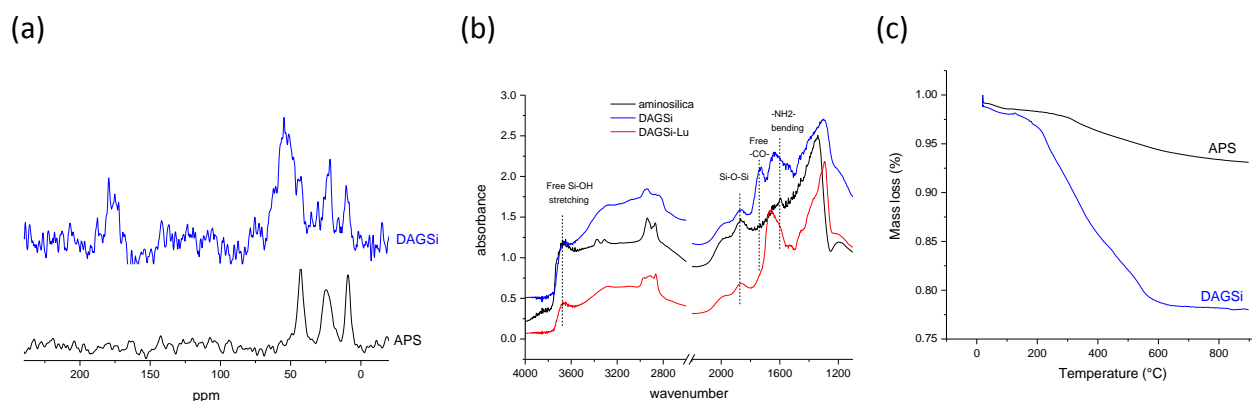 (a)
(b)
(c)
DAGSi
APS
200
150
100
50
0
ppm
3.0
2.5
2.0
1.5
1.0
0.5
0.0
absorbance
aminosilica
DAGSi
DAGSi-Lu
Free Si-OH
stretching
Si-O-Si
Free
-CO-
-NH2-
bending
4000
3600
3200
2800
2000
1600
1200
wavenumber
1.00
0.95
0.90
0.85
0.80
0.75
Mass loss (%)
APS
DAGSi
0
200
400
600
800
Temperature (°C)